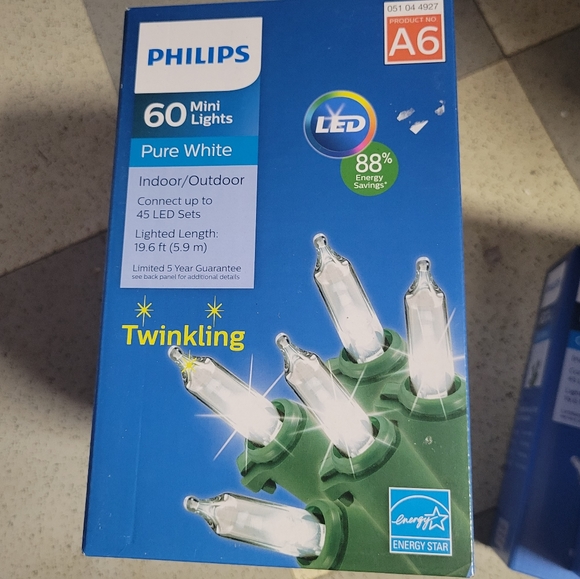 051 04 4927
PRODUCT NO
A6
PHILIPS
60 Mini Lights
Pure White
LED
88%
Energy
Savings*
Indoor/Outdoor
Connect up to
45 LED Sets
Lighted Length:
19.6 ft (5.9 m)
Limited 5 Year Guarantee
see back panel for additional details
Twinkling
energy
ENERGY STAR